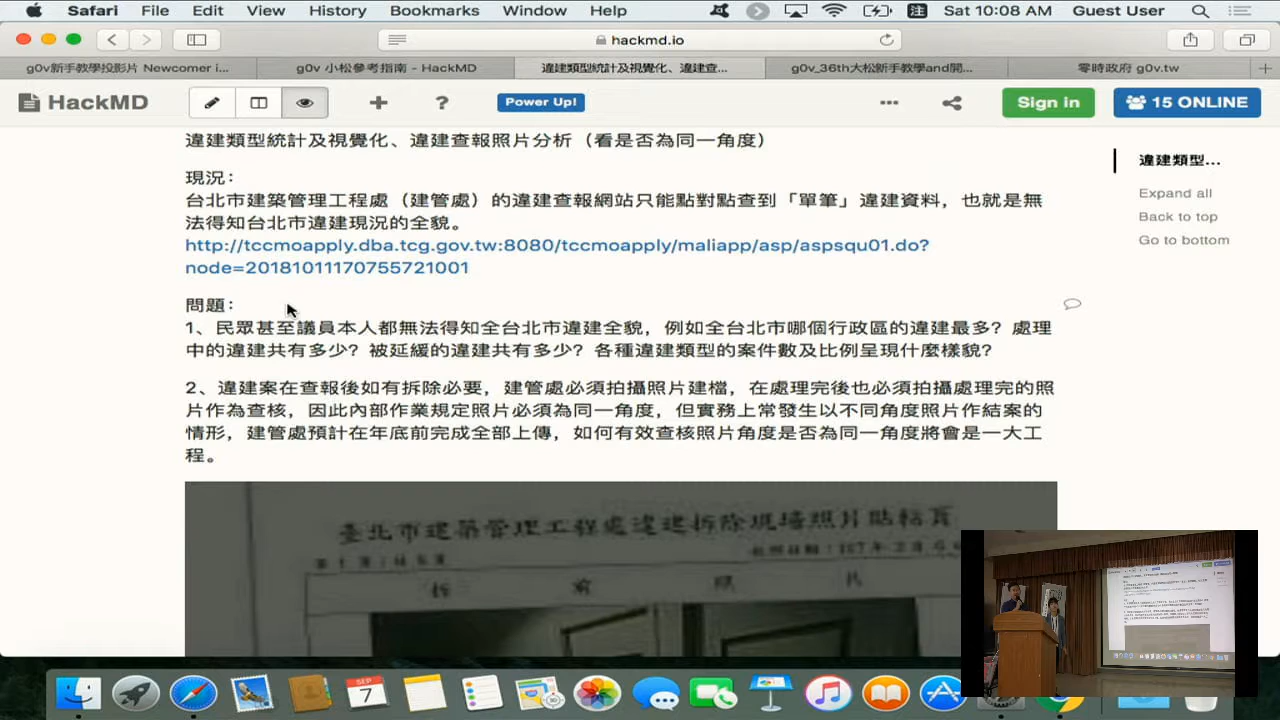 Safari File Edit View History Bookmarks Window Help 注 Sat 10:08 AM Guest User
hackmd.io
g0v新手教學投影片 Newcomer i... g0v 小松參考指南 - HackMD 違建類型統計及視覺化、違建查... g0v_36th大松新手教學and開... 零時政府 g0v.tw
HackMD Power Up! Sign in 15 ONLINE
違建類型統計及視覺化、違建查報照片分析（看是否為同一角度）
違建類型...
Expand all
Back to top
Go to bottom
現況：
台北市建築管理工程處（建管處）的違建查報網站只能點對點查到「單筆」違建資料，也就是無
法得知台北市違建現況的全貌。
http://tccmoapply.dba.tcg.gov.tw:8080/tccmoapply/maliapp/asp/aspsqu01.do?
node=20181011170755721001
問題：
1、民眾甚至議員本人都無法得知全台北市違建全貌，例如全台北市哪個行政區的違建最多？處理
中的違建共有多少？被延緩的違建共有多少？各種違建類型的案件數及比例呈現什麼樣貌？
2、違建案在查報後如有拆除必要，建管處必須拍攝照片建檔，在處理完後也必須拍攝處理完的照
片作為查核，因此內部作業規定照片必須為同一角度，但實務上常發生以不同角度照片作結案的
情形，建管處預計在年底前完成全部上傳，如何有效查核照片角度是否為同一角度將會是一大工
程。
臺北市建築管理工程處違建拆除現場照片黏帖頁
拆 前 照 片
SEP
7